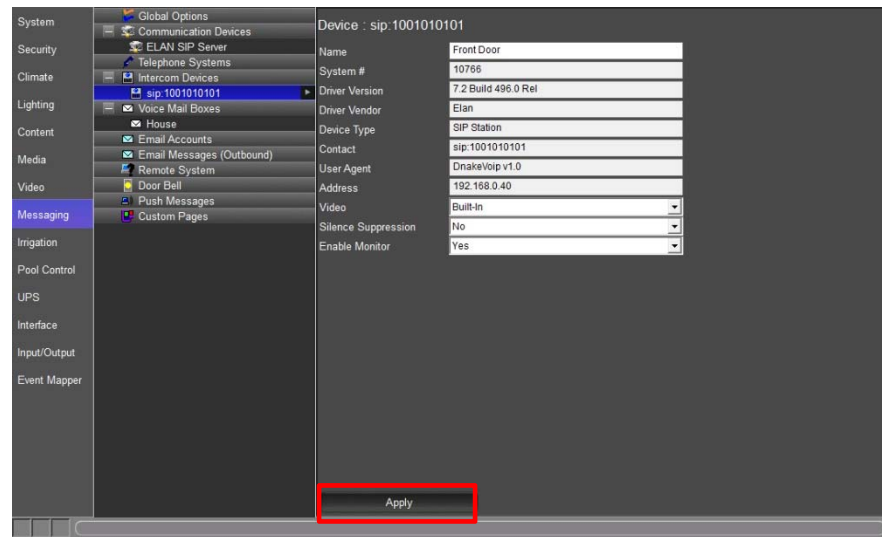 System
Security
Climate
Lighting
Content
Media
Video
Messaging
Irrigation
Pool Control
UPS
Interface
Input/Output
Event Mapper
Global Options
Communication Devices
ELAN SIP Server
Telephone Systems
Intercom Devices
sip:1001010101
Voice Mail Boxes
House
Email Accounts
Email Messages (Outbound)
Remote System
Door Bell
Push Messages
Custom Pages
Device : sip:1001010101
Name Front Door
System # 10766
Driver Version 7.2 Build 496.0 Rel
Driver Vendor Elan
Device Type SIP Station
Contact sip:1001010101
User Agent DnakeVoip v1.0
Address 192.168.0.40
Video Built-In
Silence Suppression No
Enable Monitor Yes
Apply